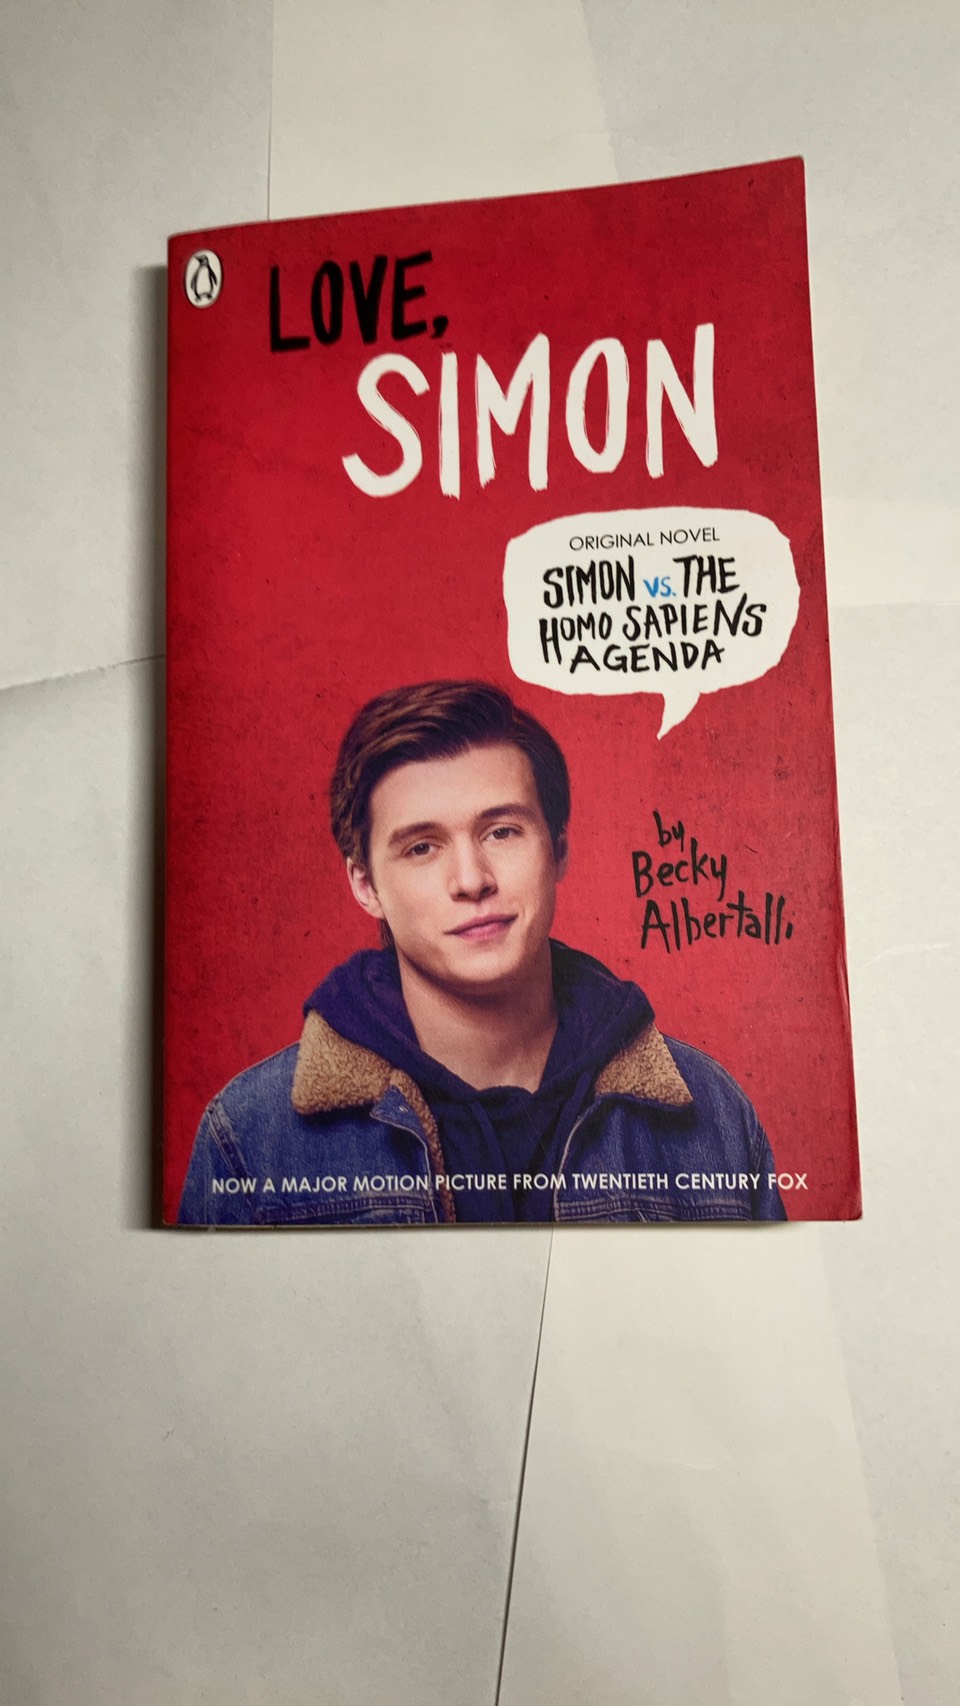 LOVE,
SIMON
ORIGINAL NOVEL
SIMON VS. THE
HOMO SAPIENS
AGENDA
by
Becky
Albertalli
NOW A MAJOR MOTION PICTURE FROM TWENTIETH CENTURY FOX